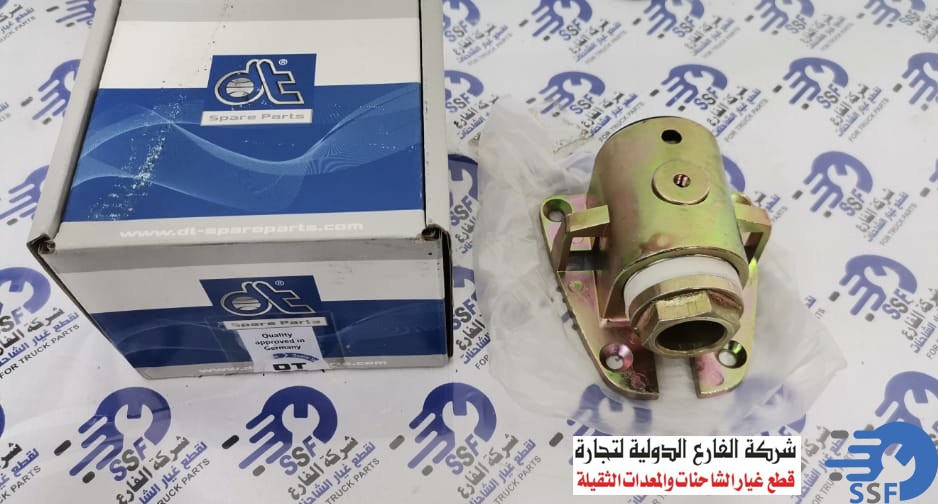 dt®
Spare Parts
www.dt-spareparts.com
dt®
Spare Parts
Quality
approved in
Germany
DT
شركة الفارع الدولية لتجارة
قطع غيار الشاحنات والمعدات الثقيلة
SSF
SSF
شركة الفارع
لقطع غيار الشاحنات
FOR TRUCK PARTS